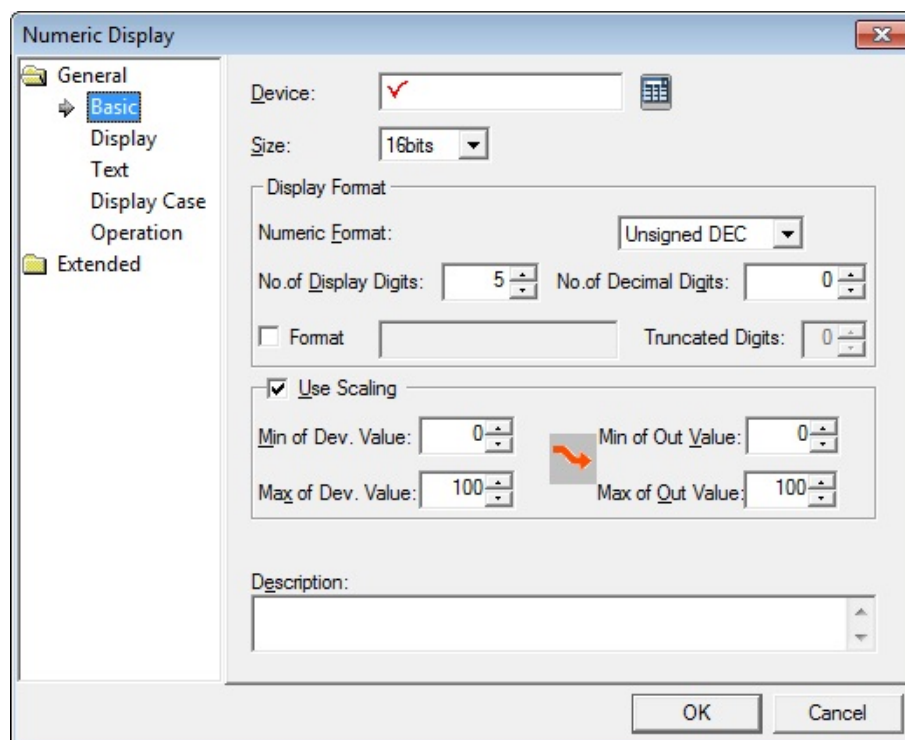 Numeric Display
General
Basic
Display
Text
Display Case
Operation
Extended
Device:
Size: 16bits
Display Format
Numeric Format: Unsigned DEC
No.of Display Digits: 5 No.of Decimal Digits: 0
Format Truncated Digits: 0
Use Scaling
Min of Dev. Value: 0 Min of Out Value: 0
Max of Dev. Value: 100 Max of Out Value: 100
Description:
OK Cancel